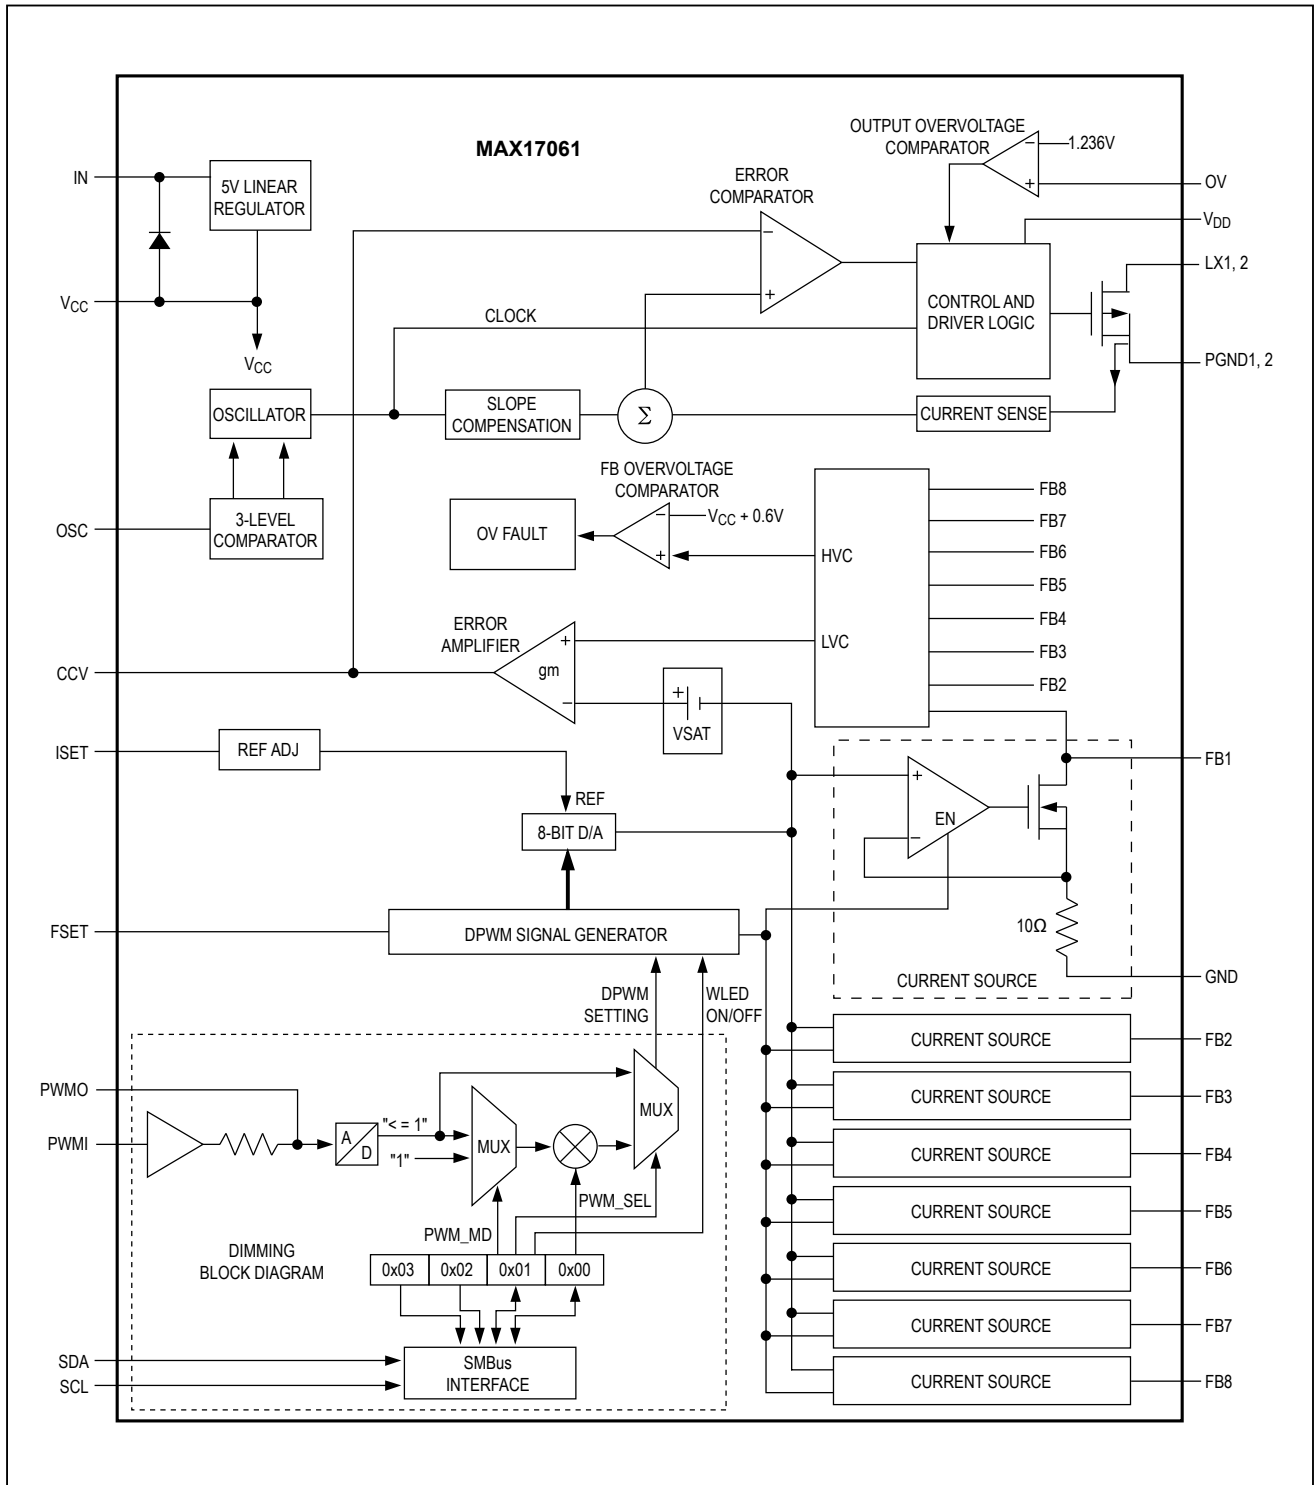 MAX17061
OUTPUT OVERVOLTAGE
COMPARATOR
−
1.236V
+
OV
IN
5V LINEAR
REGULATOR
ERROR
COMPARATOR
−
+
VDD
LX1, 2
VCC
VCC
CLOCK
CONTROL AND
DRIVER LOGIC
PGND1, 2
OSCILLATOR
SLOPE
COMPENSATION
Σ
CURRENT SENSE
OSC
3-LEVEL
COMPARATOR
FB OVERVOLTAGE
COMPARATOR
OV FAULT
−
VCC + 0.6V
+
HVC
LVC
FB8
FB7
FB6
FB5
FB4
FB3
FB2
ERROR
AMPLIFIER
+
gm
−
CCV
+
VSAT
ISET
REF ADJ
REF
8-BIT D/A
FB1
+
EN
−
10Ω
GND
CURRENT SOURCE
FSET
DPWM SIGNAL GENERATOR
DPWM
SETTING
WLED
ON/OFF
CURRENT SOURCE
FB2
CURRENT SOURCE
FB3
CURRENT SOURCE
FB4
CURRENT SOURCE
FB5
CURRENT SOURCE
FB6
CURRENT SOURCE
FB7
CURRENT SOURCE
FB8
PWMO
PWMI
A
D
"< = 1"
"1"
MUX
MUX
PWM_SEL
PWM_MD
DIMMING
BLOCK DIAGRAM
0x03
0x02
0x01
0x00
SDA
SCL
SMBus
INTERFACE